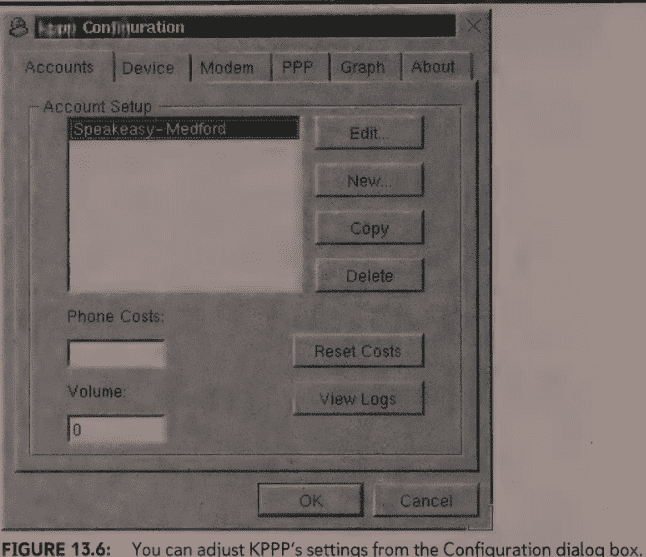 kppp Configuration
Accounts Device Modem PPP Graph About
Account Setup
Speakeasy-Medford
Edit...
New...
Copy
Delete
Phone Costs:
Reset Costs
Volume:
View Logs
0
OK Cancel
FIGURE 13.6: You can adjust KPPP's settings from the Configuration dialog box.